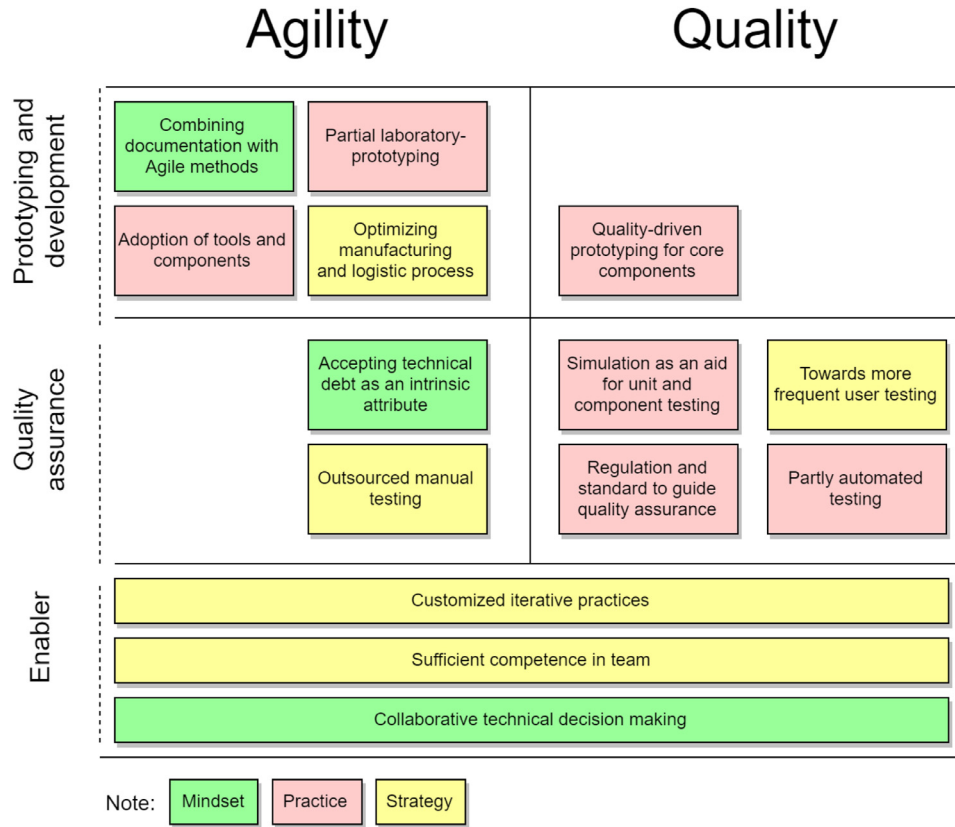 Agility
Quality
Prototyping and
development
Combining
documentation with
Agile methods
Partial laboratory-
prototyping
Adoption of tools and
components
Optimizing
manufacturing
and logistic process
Quality-driven
prototyping for core
components
Quality
assurance
Accepting technical
debt as an intrinsic
attribute
Simulation as an aid
for unit and
component testing
Towards more
frequent user testing
Outsourced manual
testing
Regulation and
standard to guide
quality assurance
Partly automated
testing
Enabler
Customized iterative practices
Sufficient competence in team
Collaborative technical decision making
Note:
Mindset
Practice
Strategy